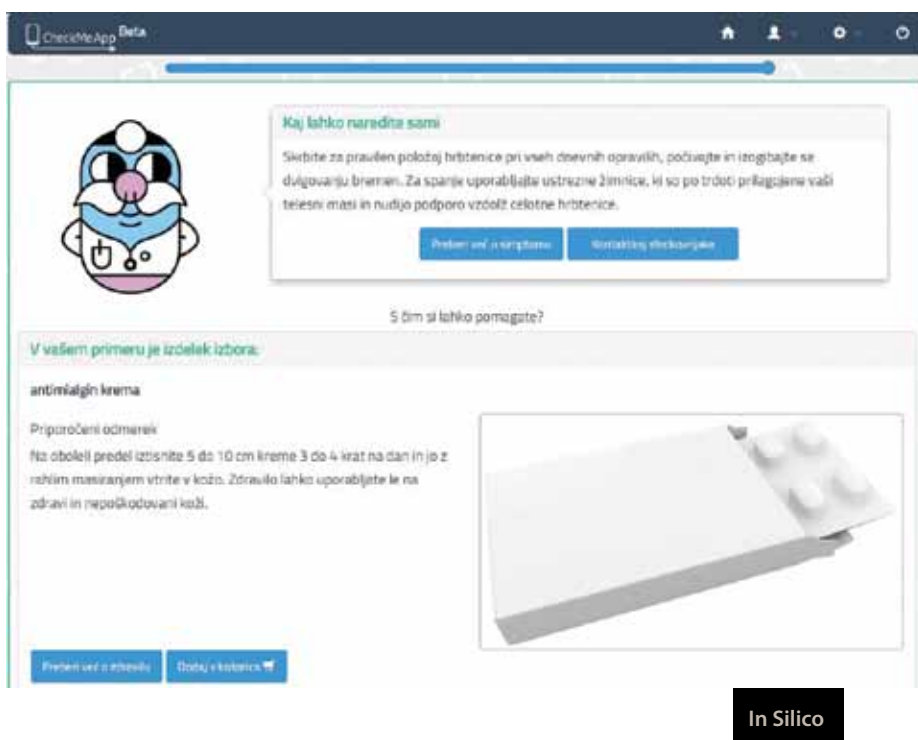 CheckMeApp Beta
Kaj lahko naredite sami
Skrbite za pravilen položaj hrbtenice pri vseh dnevnih opravilih, počivajte in izogibajte se
dvigovanju bremen. Za spanje uporabljajte ustrezne žimnice, ki so po trdoti prilagojene vaši
telesni masi in nudijo podporo vzdolž celotne hrbtenice.
Preberi več o simptomu
Kontaktiraj strokovnjaka
S čim si lahko pomagate?
V vašem primeru je izdelek izbora:
antimialgin krema
Priporočeni odmerek
Na oboleli predel iztisnite 5 do 10 cm kreme 3 do 4 krat na dan in jo z
rahlim masiranjem vtrite v kožo. Zdravilo lahko uporabljate le na
zdravi in nepoškodovani koži.
Preberi več o zdravilu
Dodaj v košarico
In Silico